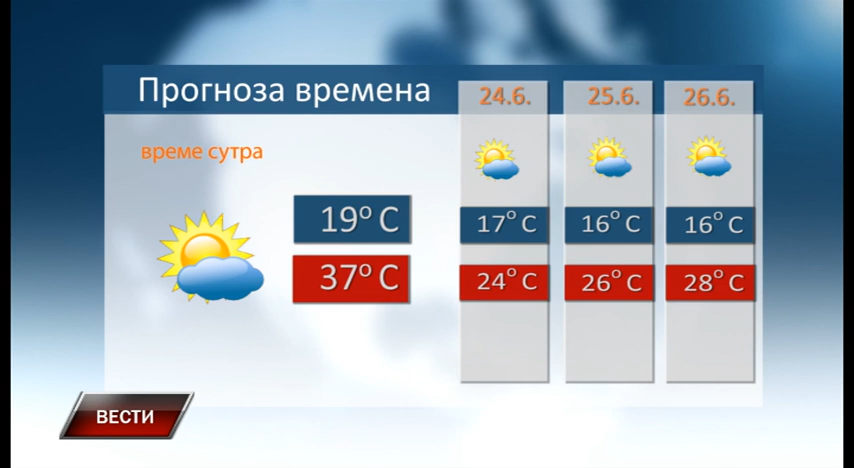 Прогноза времена
време сутра
19° C
37° C
24.6.
17° C
24° C
25.6.
16° C
26° C
26.6.
16° C
28° C
ВЕСТИ